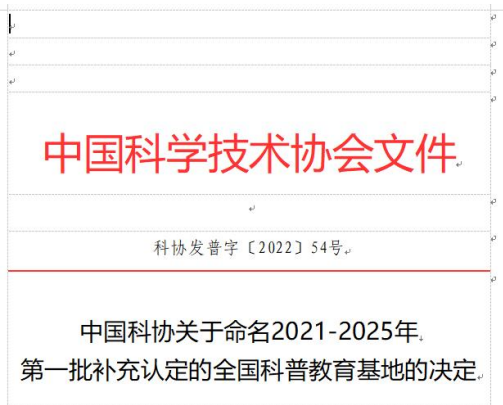 中国科学技术协会文件
科协发普字〔2022〕54号
中国科协关于命名2021-2025年
第一批补充认定的全国科普教育基地的决定